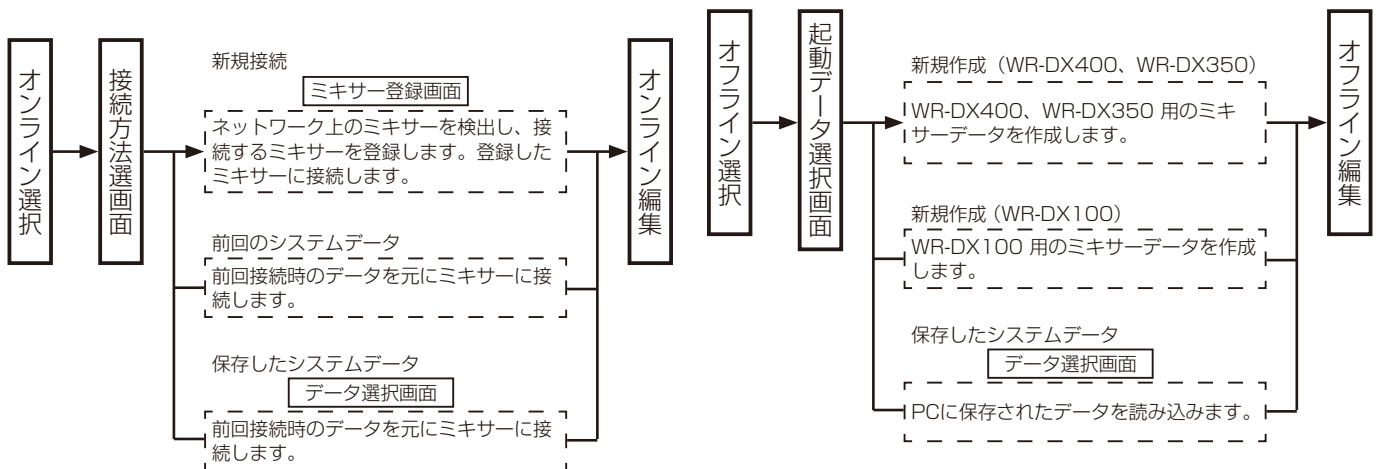 オンライン選択
接続方法選画面
新規接続
ミキサー登録画面
ネットワーク上のミキサーを検出し、接
続するミキサーを登録します。登録した
ミキサーに接続します。
前回のシステムデータ
前回接続時のデータを元にミキサーに接
続します。
保存したシステムデータ
データ選択画面
前回接続時のデータを元にミキサーに接
続します。
オンライン編集
オフライン選択
起動データ選択画面
新規作成（WR-DX400、WR-DX350）
WR-DX400、WR-DX350 用のミキ
サーデータを作成します。
新規作成（WR-DX100）
WR-DX100 用のミキサーデータを作成
します。
保存したシステムデータ
データ選択画面
PCに保存されたデータを読み込みます。
オフライン編集